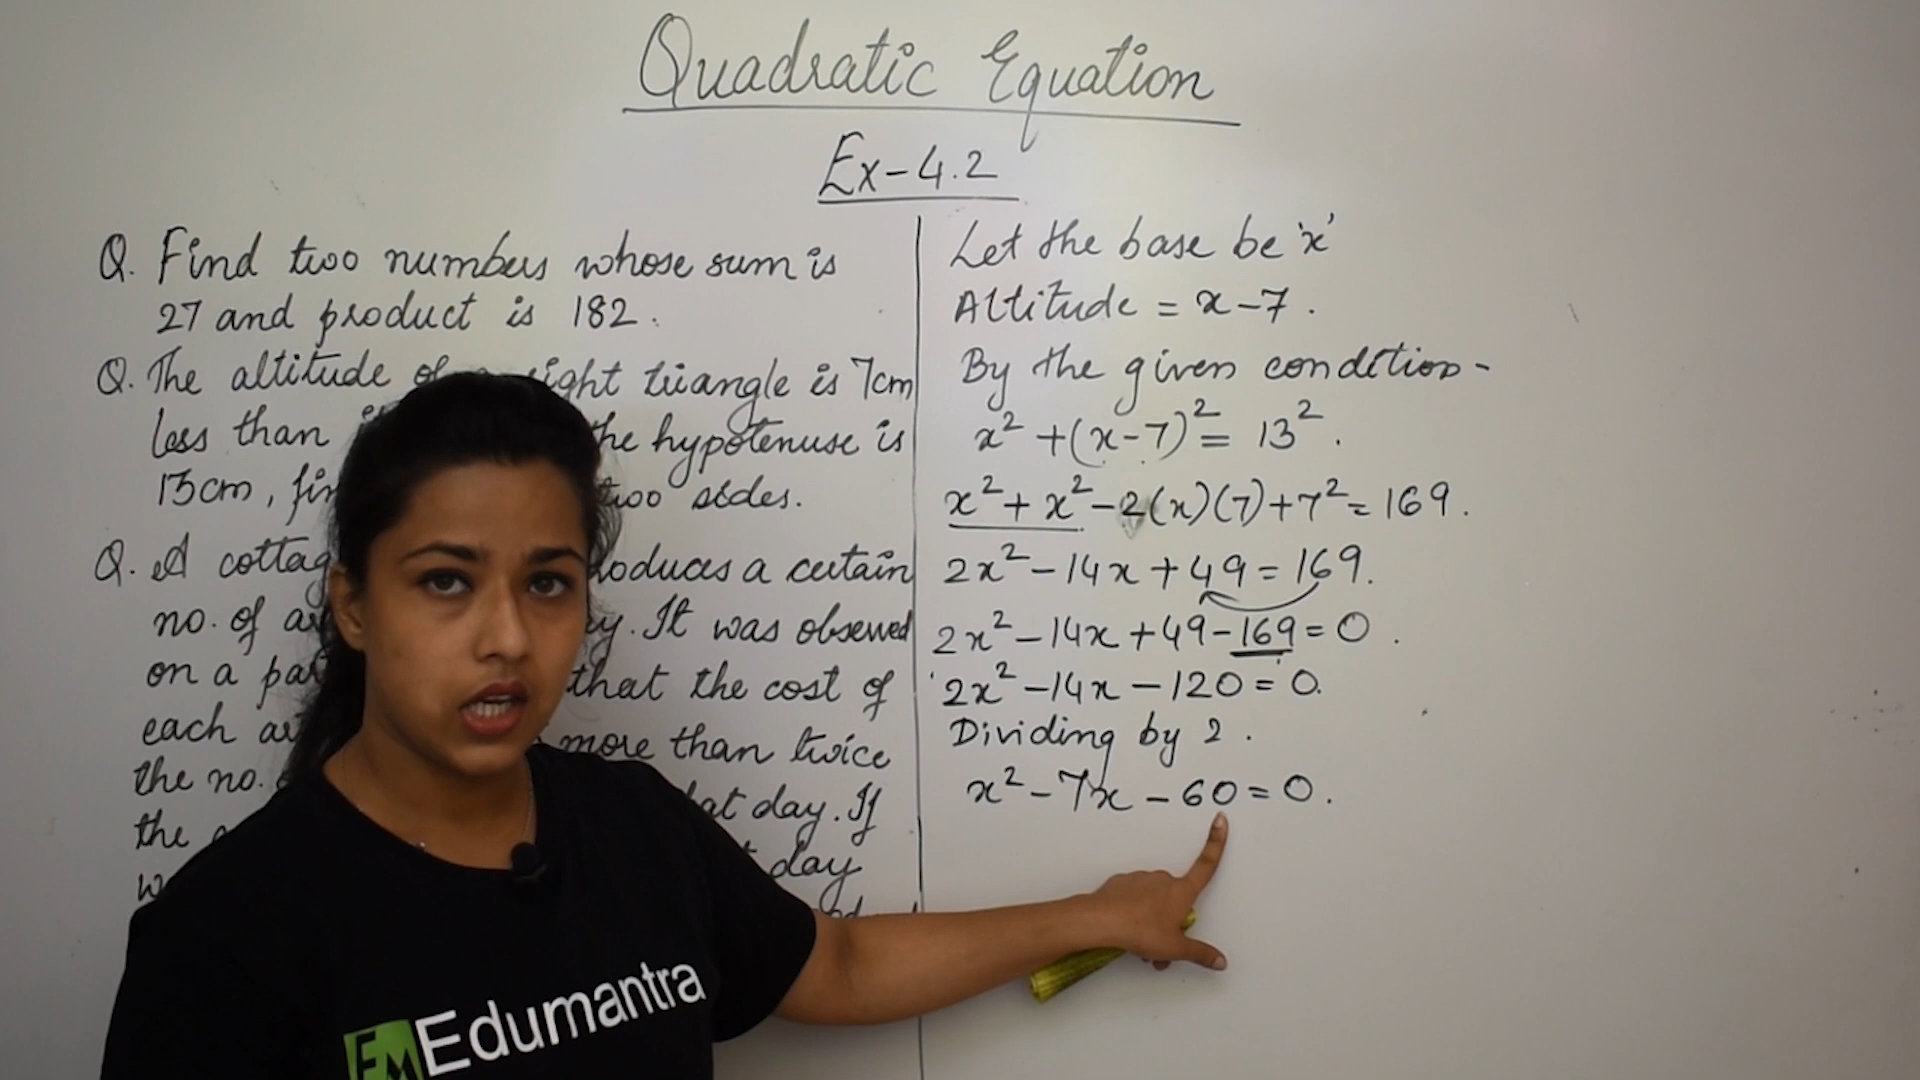 Quadratic Equation
Ex-4.2
Q. Find two numbers whose sum is
27 and product is 182.
Q. The altitude of a right triangle is 7cm
less than the hypotenuse is
13cm, two sides.
Q. A a certain
no. of It was observed
on a that the cost of
each more than twice
the no. day. If
the day
Let the base be 'x'
Altitude = x-7.
By the given condition-
x² + (x-7)² = 13².
x² + x² - 2(x)(7) + 7² = 169.
2x² - 14x + 49 = 169.
2x² - 14x + 49 - 169 = 0.
2x² - 14x - 120 = 0.
Dividing by 2.
x² - 7x - 60 = 0.
EM Edumantra